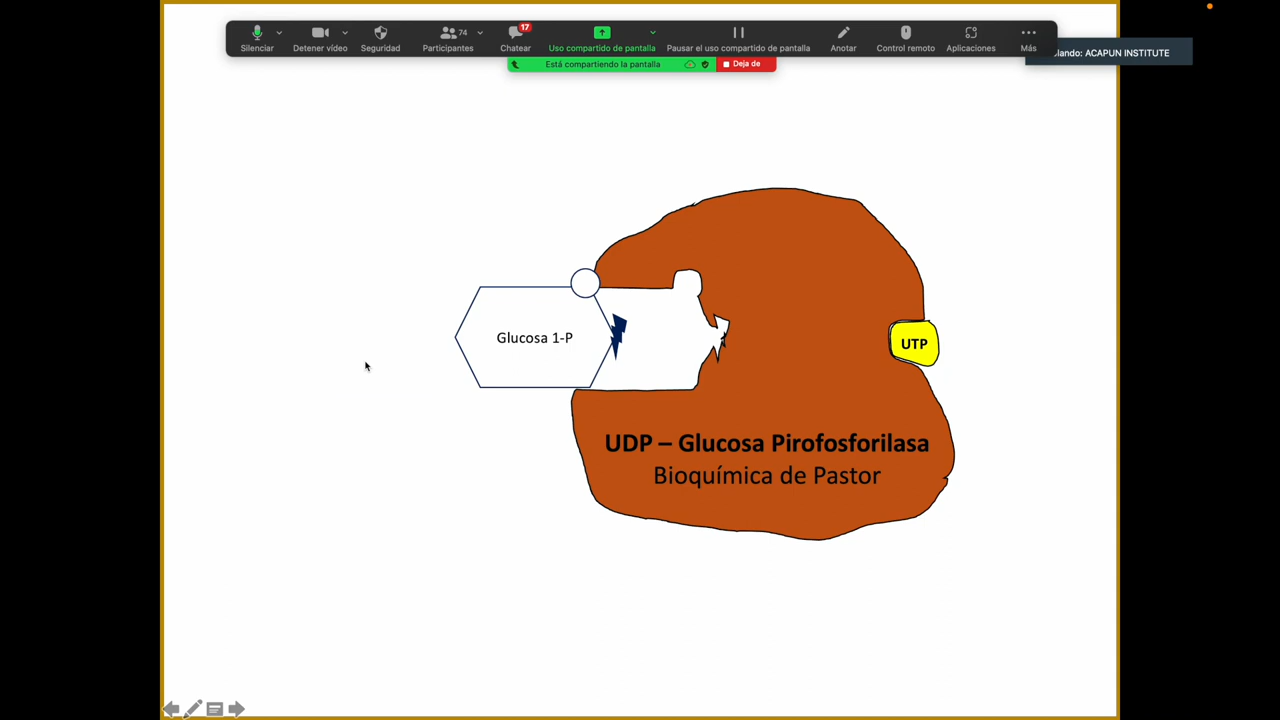 Silenciar
Detener vídeo
Seguridad
74
Participantes
17
Chatear
Uso compartido de pantalla
Pausar el uso compartido de pantalla
Anotar
Control remoto
Aplicaciones
Más
Está compartiendo la pantalla
Deja de
ACAPUN INSTITUTE
Glucosa 1-P
UTP
UDP – Glucosa Pirofosforilasa
Bioquímica de Pastor